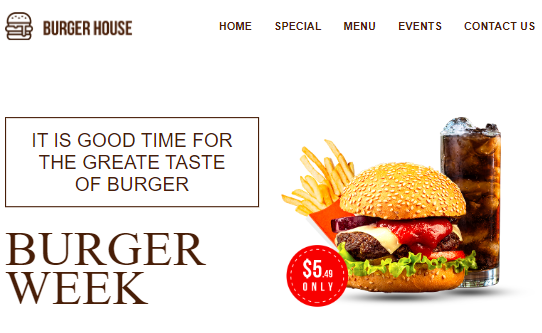 BURGER HOUSE
HOME SPECIAL MENU EVENTS CONTACT US
IT IS GOOD TIME FOR
THE GREATE TASTE
OF BURGER
BURGER
WEEK
$5.49
ONLY